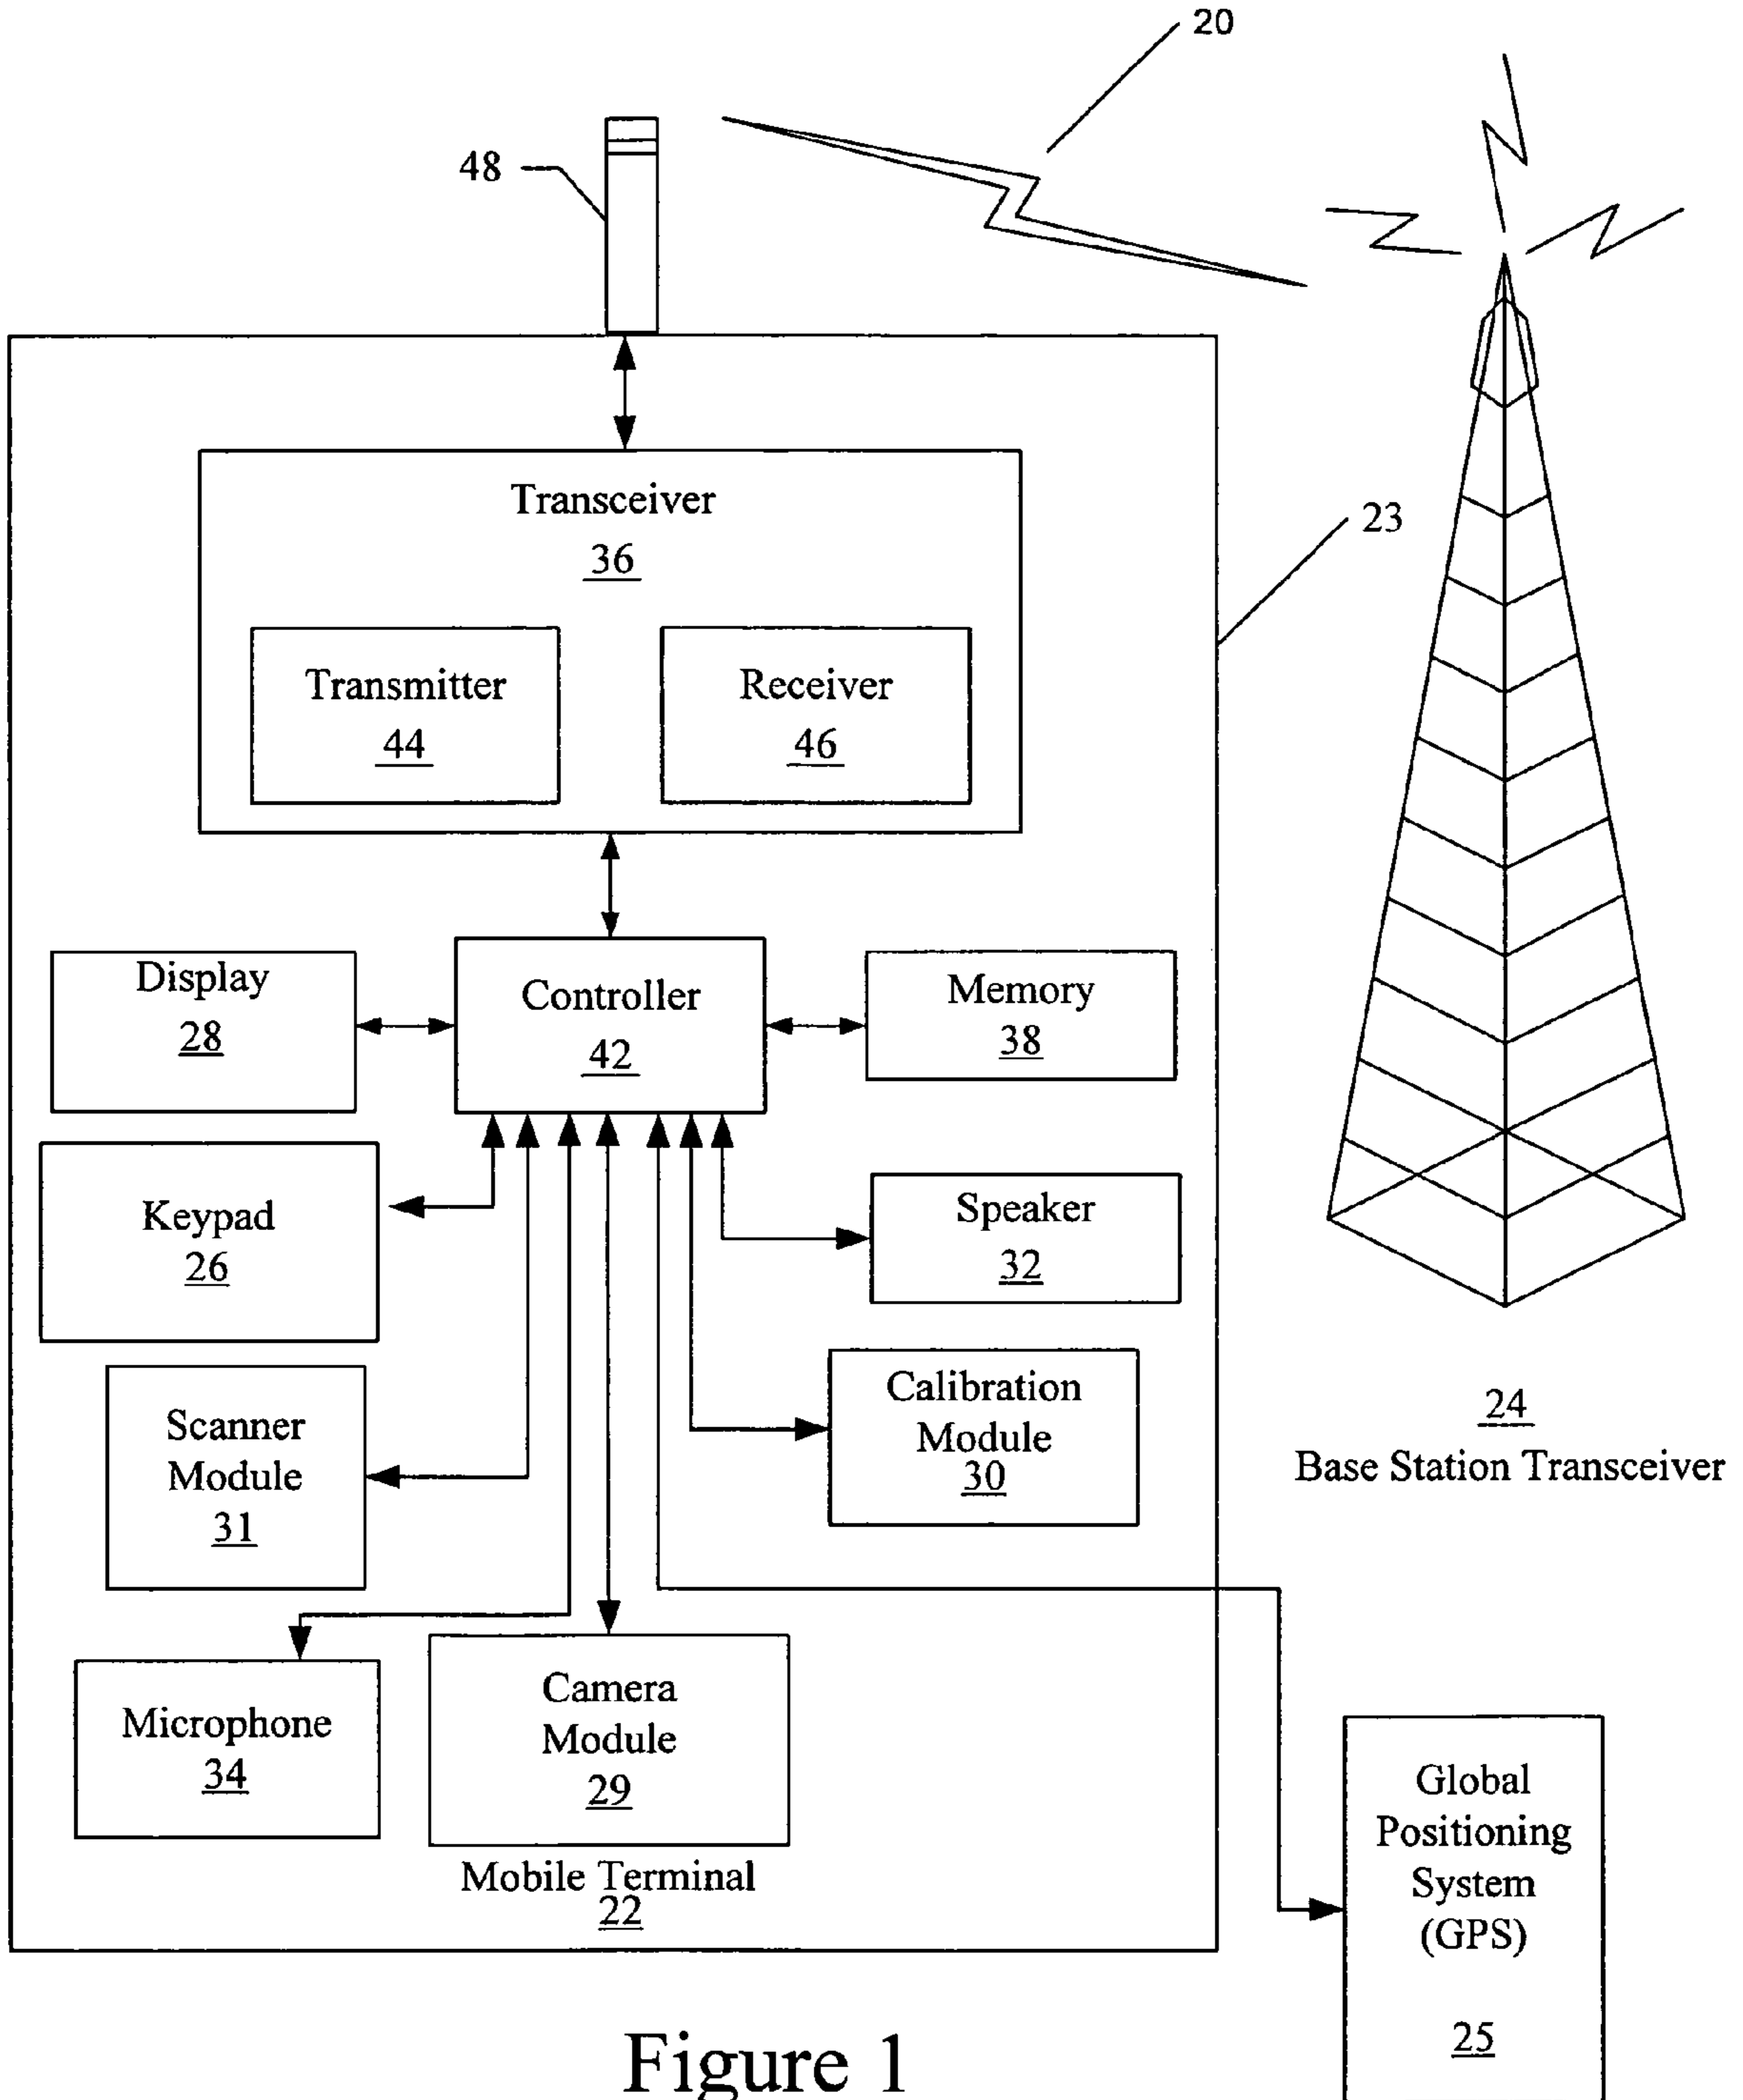 20
48
Transceiver
36
23
Transmitter
44
Receiver
46
Display
28
Controller
42
Memory
38
Keypad
26
Speaker
32
Scanner
Module
31
Calibration
Module
30
24
Base Station Transceiver
Microphone
34
Camera
Module
29
Mobile Terminal
22
Global
Positioning
System
(GPS)
25
Figure 1